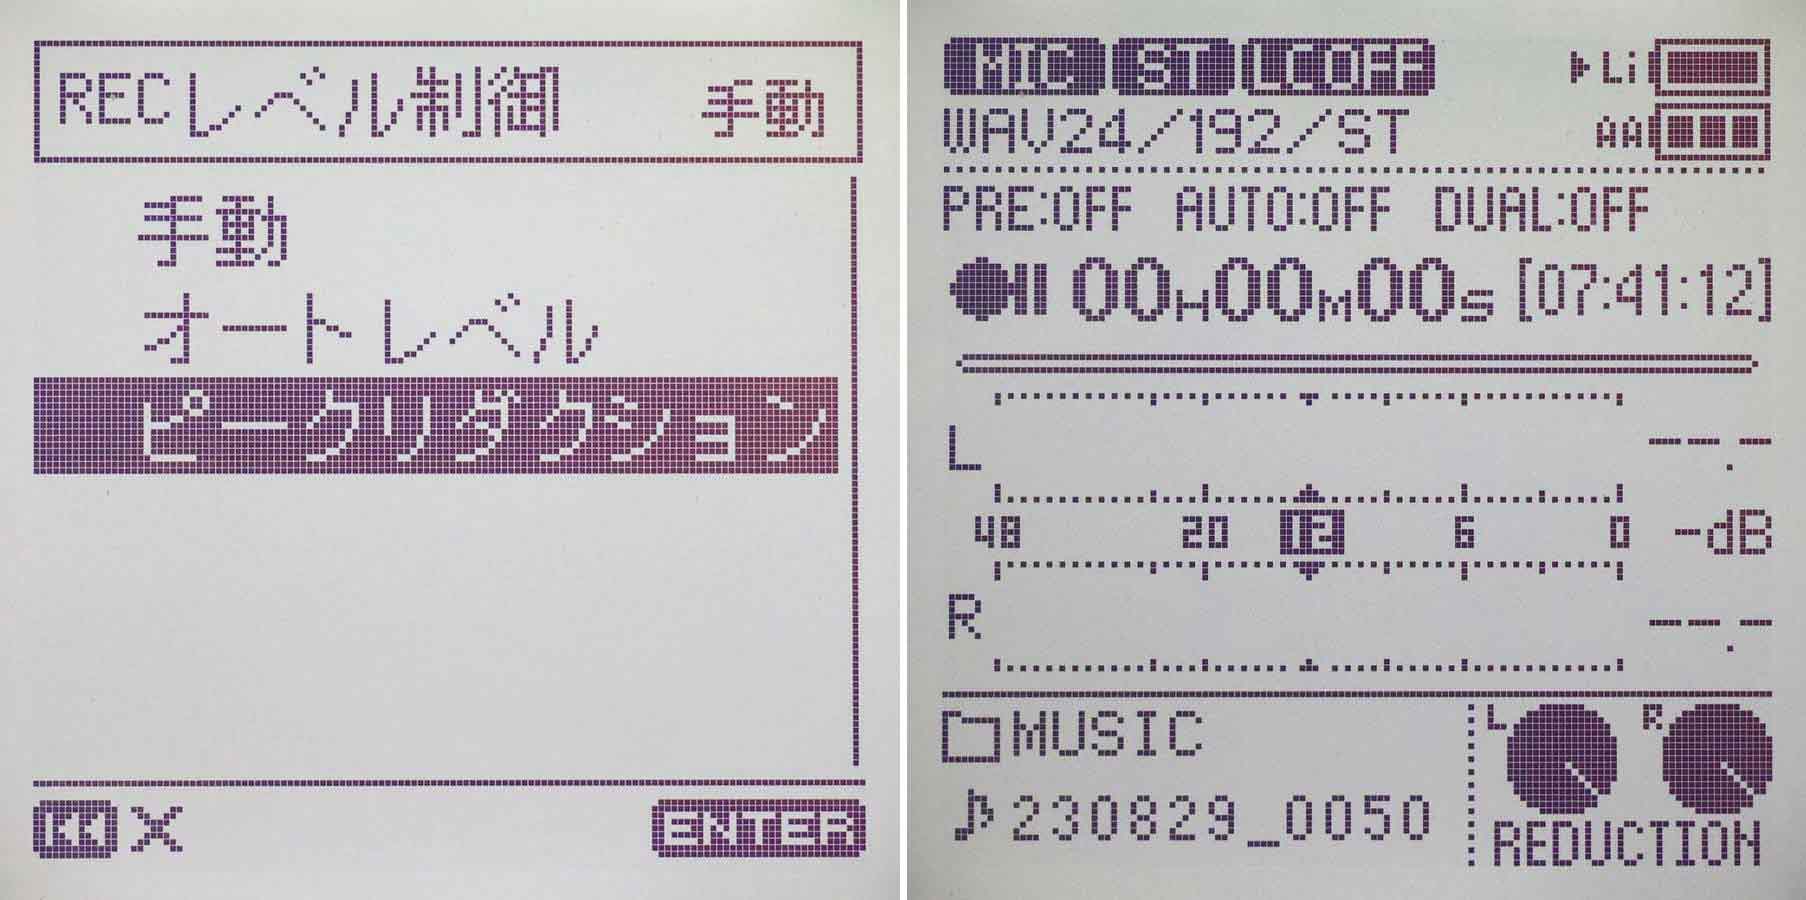 RECレベル制御 手動
手動
オートレベル
ピークリダクション
ENTER
MIC ST LCOFF Li
WAV24/192/ST AA
PRE:OFF AUTO:OFF DUAL:OFF
00H00M00S [07:41:12]
L --.-
48 20 12 6 0 -dB
R --.-
MUSIC
230829_0050
L R
REDUCTION